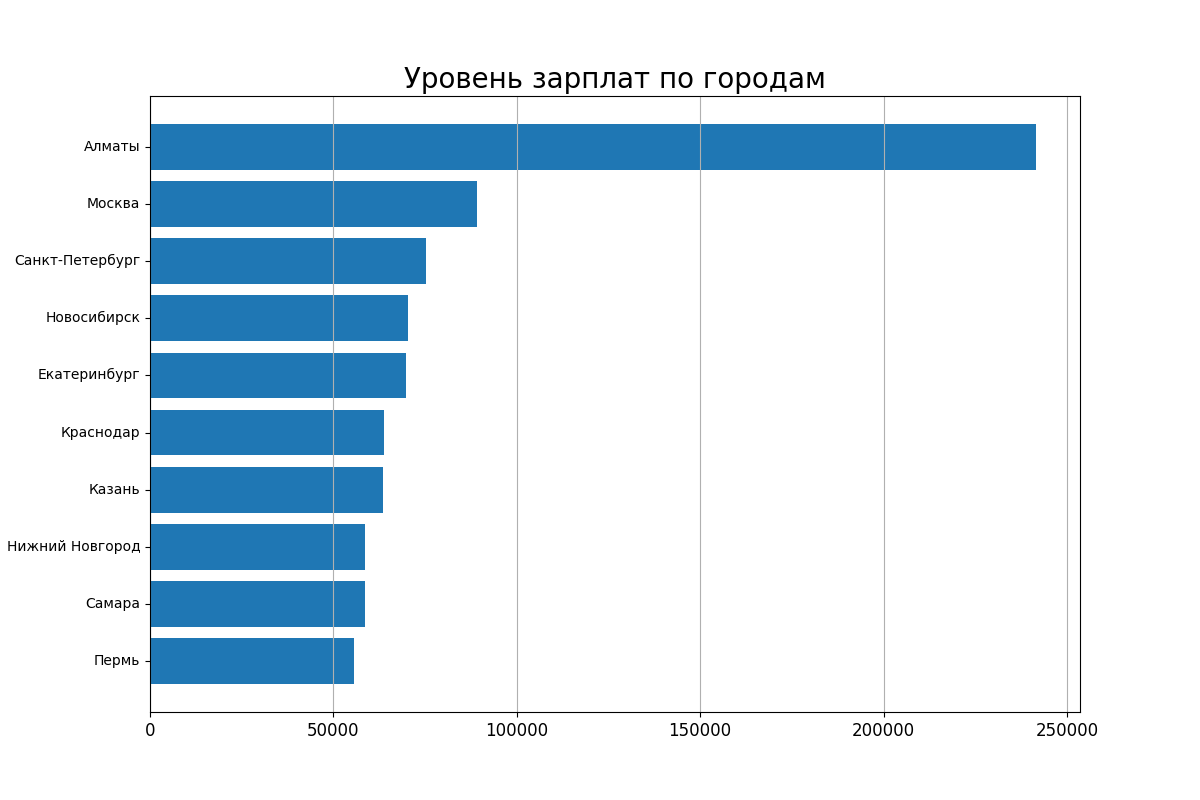 Уровень зарплат по городам
Алматы
Москва
Санкт-Петербург
Новосибирск
Екатеринбург
Краснодар
Казань
Нижний Новгород
Самара
Пермь
0 50000 100000 150000 200000 250000